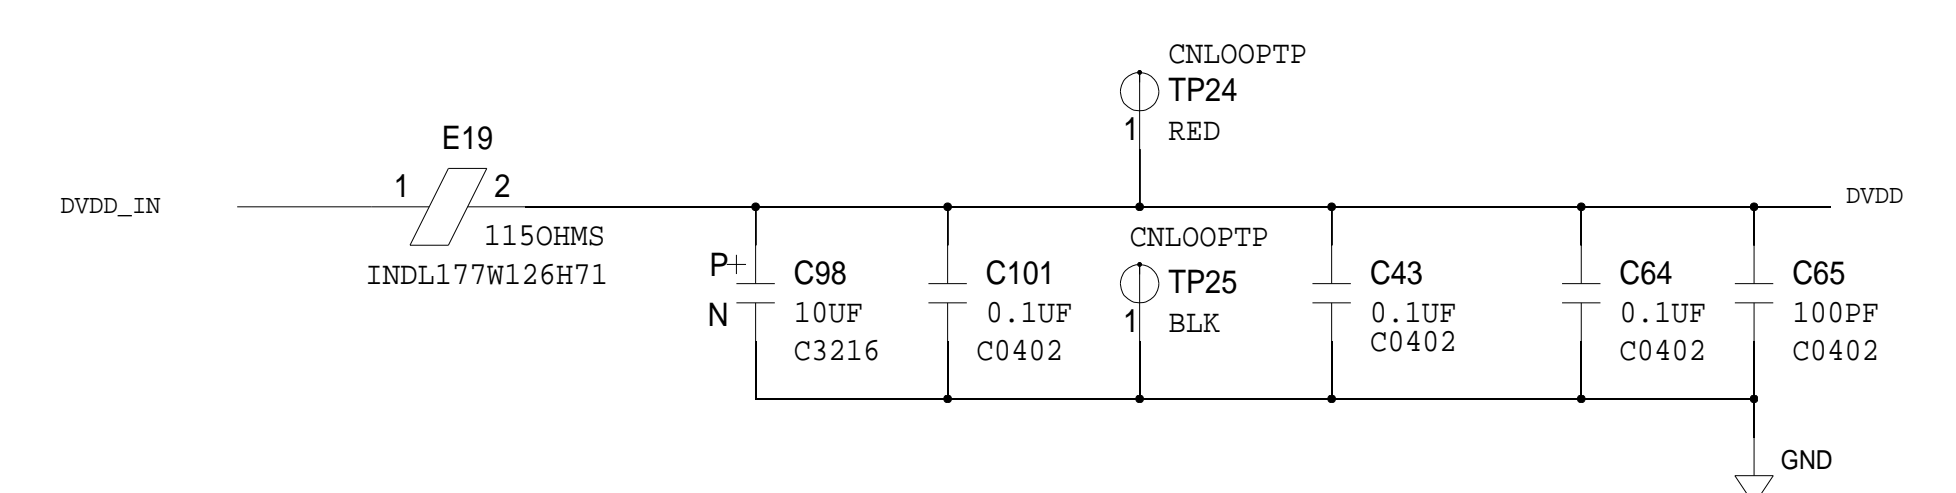 CNLOOPTP
TP24
1 RED
E19
1 2
DVDD_IN
DVDD
115OHMS
INDL177W126H71
CNLOOPTP
P+
N
C98
10UF
C3216
C101
0.1UF
C0402
TP25
1 BLK
C43
0.1UF
C0402
C64
0.1UF
C0402
C65
100PF
C0402
GND